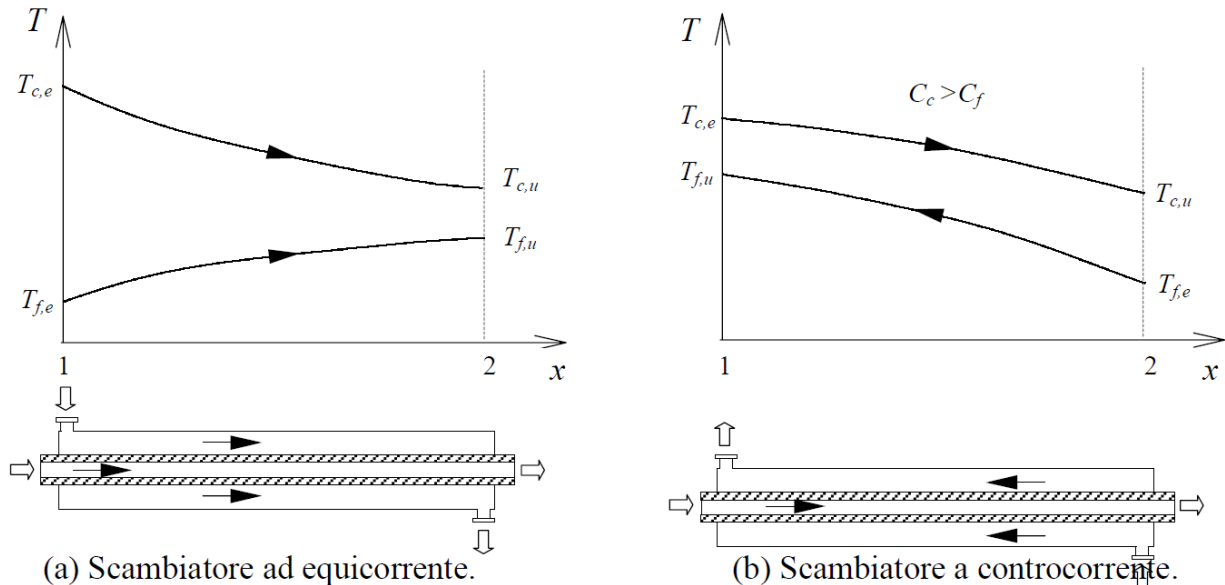 T
T_{c,e}
T_{c,u}
T_{f,u}
T_{f,e}
1
2
x
(a) Scambiatore ad equicorrente.
T
C_c > C_f
T_{c,e}
T_{f,u}
T_{c,u}
T_{f,e}
1
2
x
(b) Scambiatore a controcorrente.